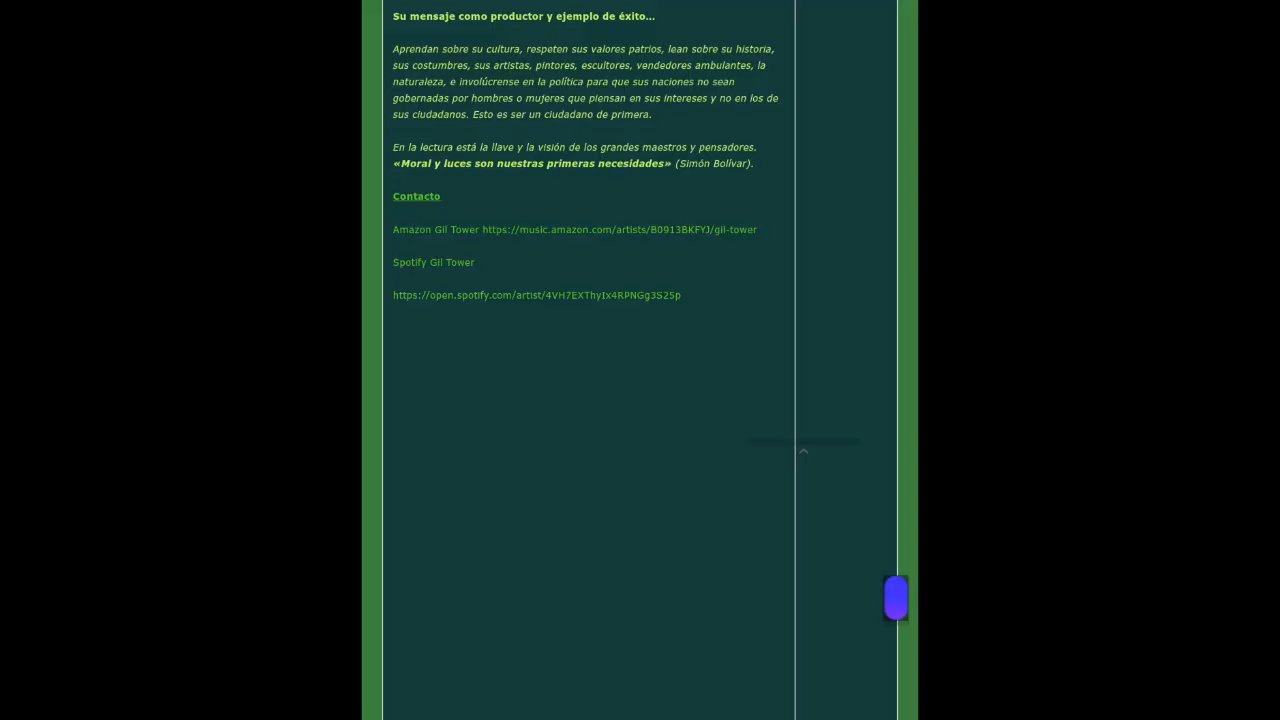 Su mensaje como productor y ejemplo de éxito...
Aprendan sobre su cultura, respeten sus valores patrios, lean sobre su historia,
sus costumbres, sus artistas, pintores, escultores, vendedores ambulantes, la
naturaleza, e involúcrense en la política para que sus naciones no sean
gobernadas por hombres o mujeres que piensan en sus intereses y no en los de
sus ciudadanos. Esto es ser un ciudadano de primera.
En la lectura está la llave y la visión de los grandes maestros y pensadores.
«Moral y luces son nuestras primeras necesidades» (Simón Bolívar).
Contacto
Amazon Gil Tower https://music.amazon.com/artists/B0913BKFYJ/gil-tower
Spotify Gil Tower
https://open.spotify.com/artist/4VH7EXThyIx4RPNGg3S25p